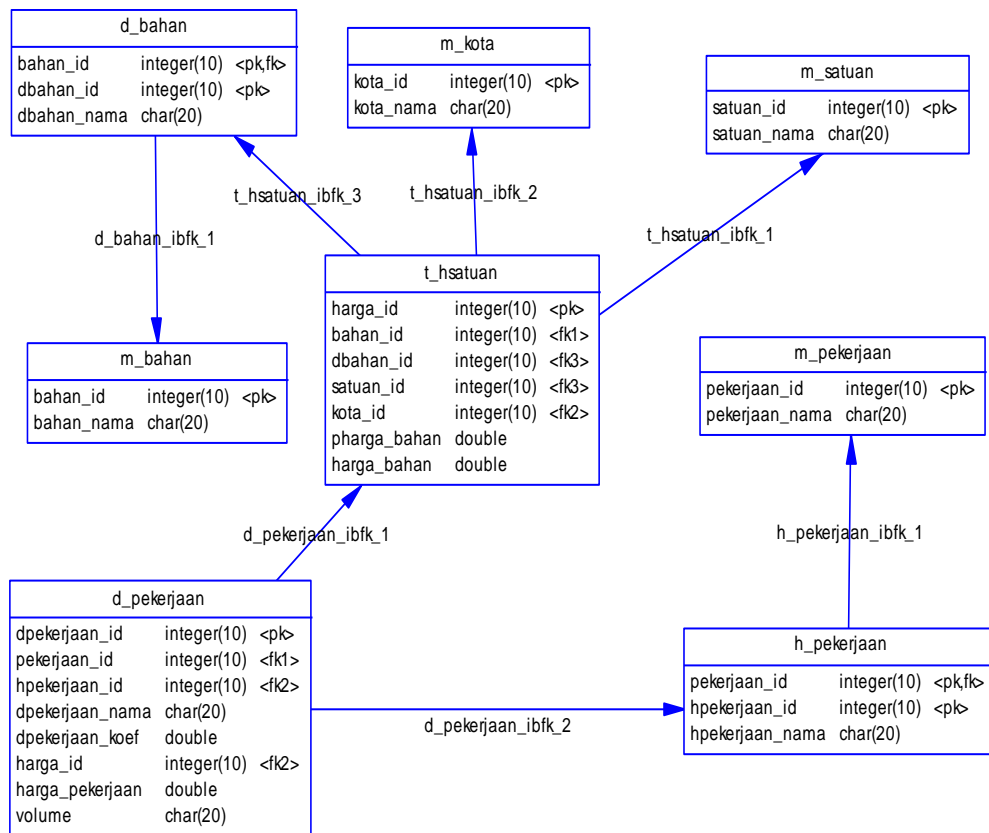 d_bahan
bahan_id integer(10) <pk,fk>
dbahan_id integer(10) <pk>
dbahan_nama char(20)
m_kota
kota_id integer(10) <pk>
kota_nama char(20)
m_satuan
satuan_id integer(10) <pk>
satuan_nama char(20)
t_hsatuan_ibfk_3
t_hsatuan_ibfk_2
t_hsatuan_ibfk_1
d_bahan_ibfk_1
t_hsatuan
harga_id integer(10) <pk>
bahan_id integer(10) <fk1>
dbahan_id integer(10) <fk3>
satuan_id integer(10) <fk3>
kota_id integer(10) <fk2>
pharga_bahan double
harga_bahan double
m_bahan
bahan_id integer(10) <pk>
bahan_nama char(20)
m_pekerjaan
pekerjaan_id integer(10) <pk>
pekerjaan_nama char(20)
d_pekerjaan_ibfk_1
h_pekerjaan_ibfk_1
d_pekerjaan
dpekerjaan_id integer(10) <pk>
pekerjaan_id integer(10) <fk1>
hpekerjaan_id integer(10) <fk2>
dpekerjaan_nama char(20)
dpekerjaan_koef double
harga_id integer(10) <fk2>
harga_pekerjaan double
volume char(20)
d_pekerjaan_ibfk_2
h_pekerjaan
pekerjaan_id integer(10) <pk,fk>
hpekerjaan_id integer(10) <pk>
hpekerjaan_nama char(20)